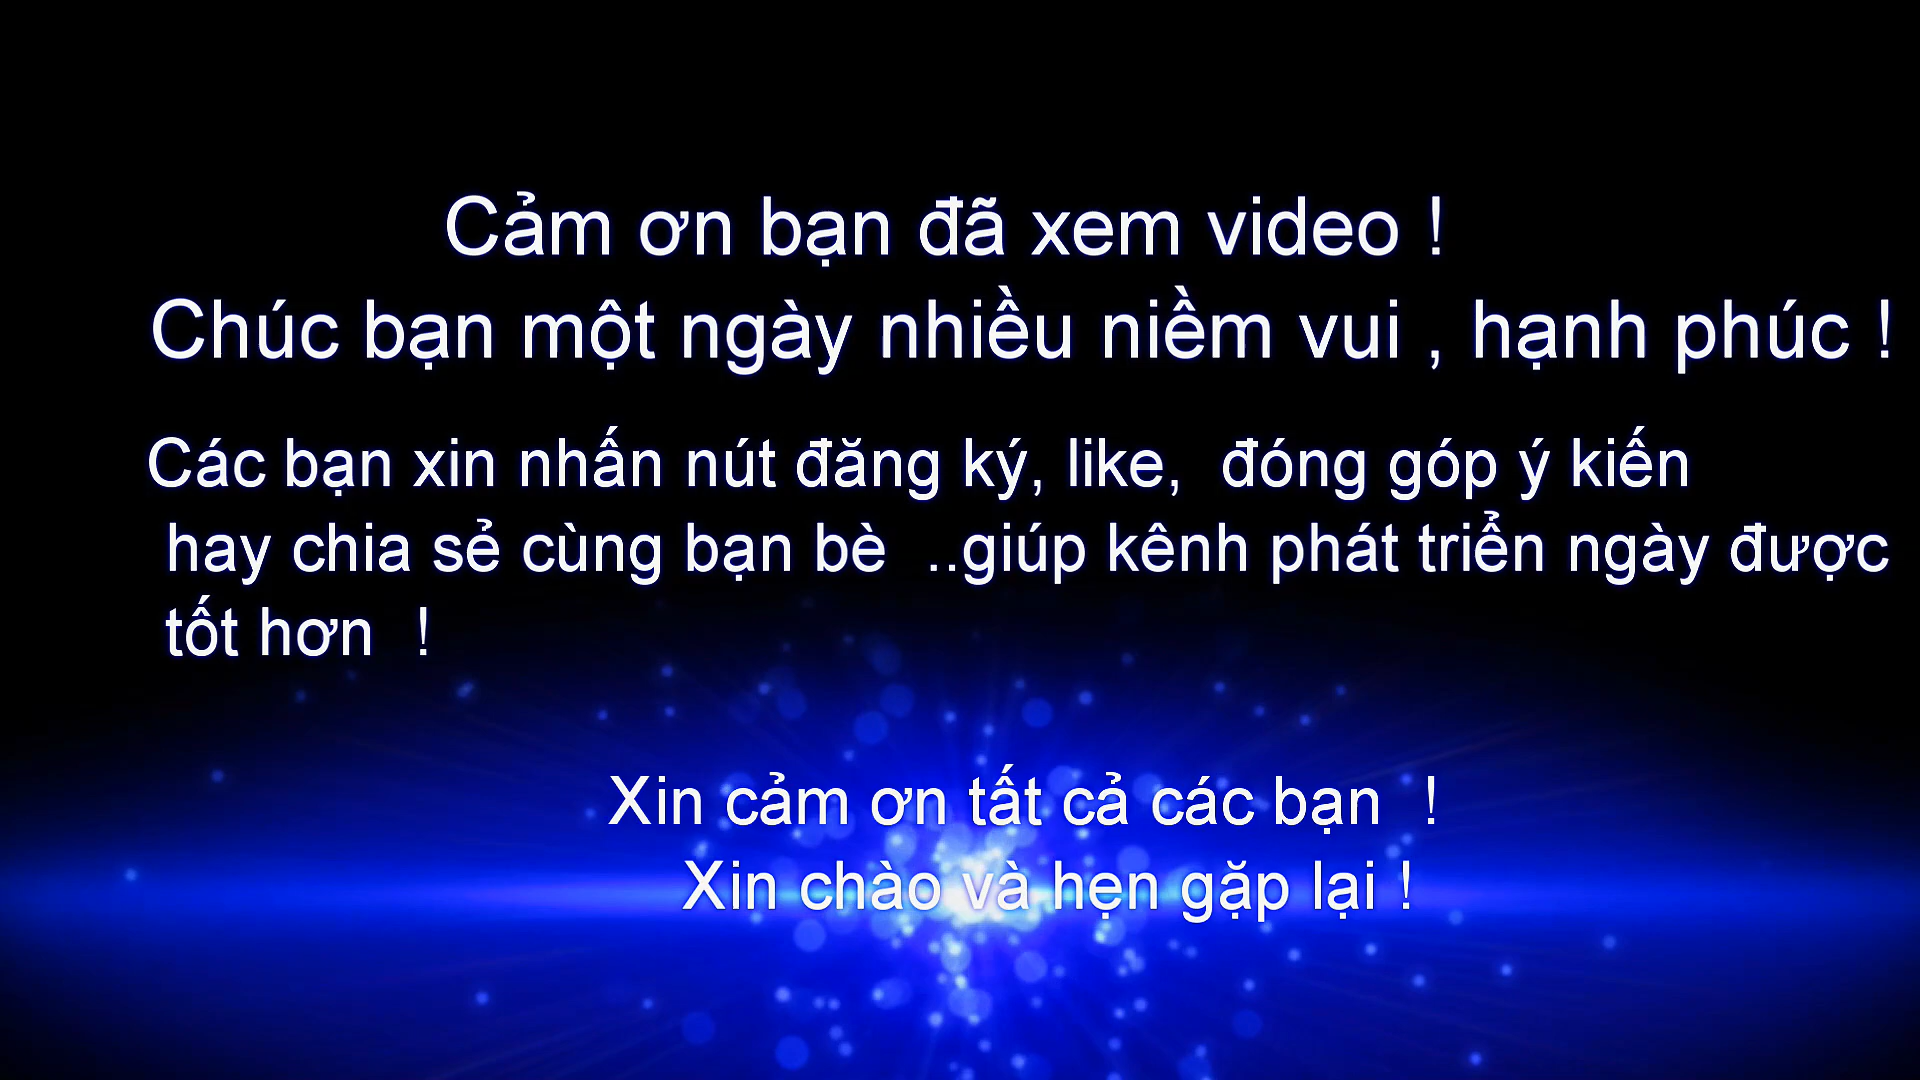 Cảm ơn bạn đã xem video !
Chúc bạn một ngày nhiều niềm vui , hạnh phúc !
Các bạn xin nhấn nút đăng ký, like,  đóng góp ý kiến
hay chia sẻ cùng bạn bè  ..giúp kênh phát triển ngày được
tốt hơn  !
Xin cảm ơn tất cả các bạn  !
Xin chào và hẹn gặp lại !